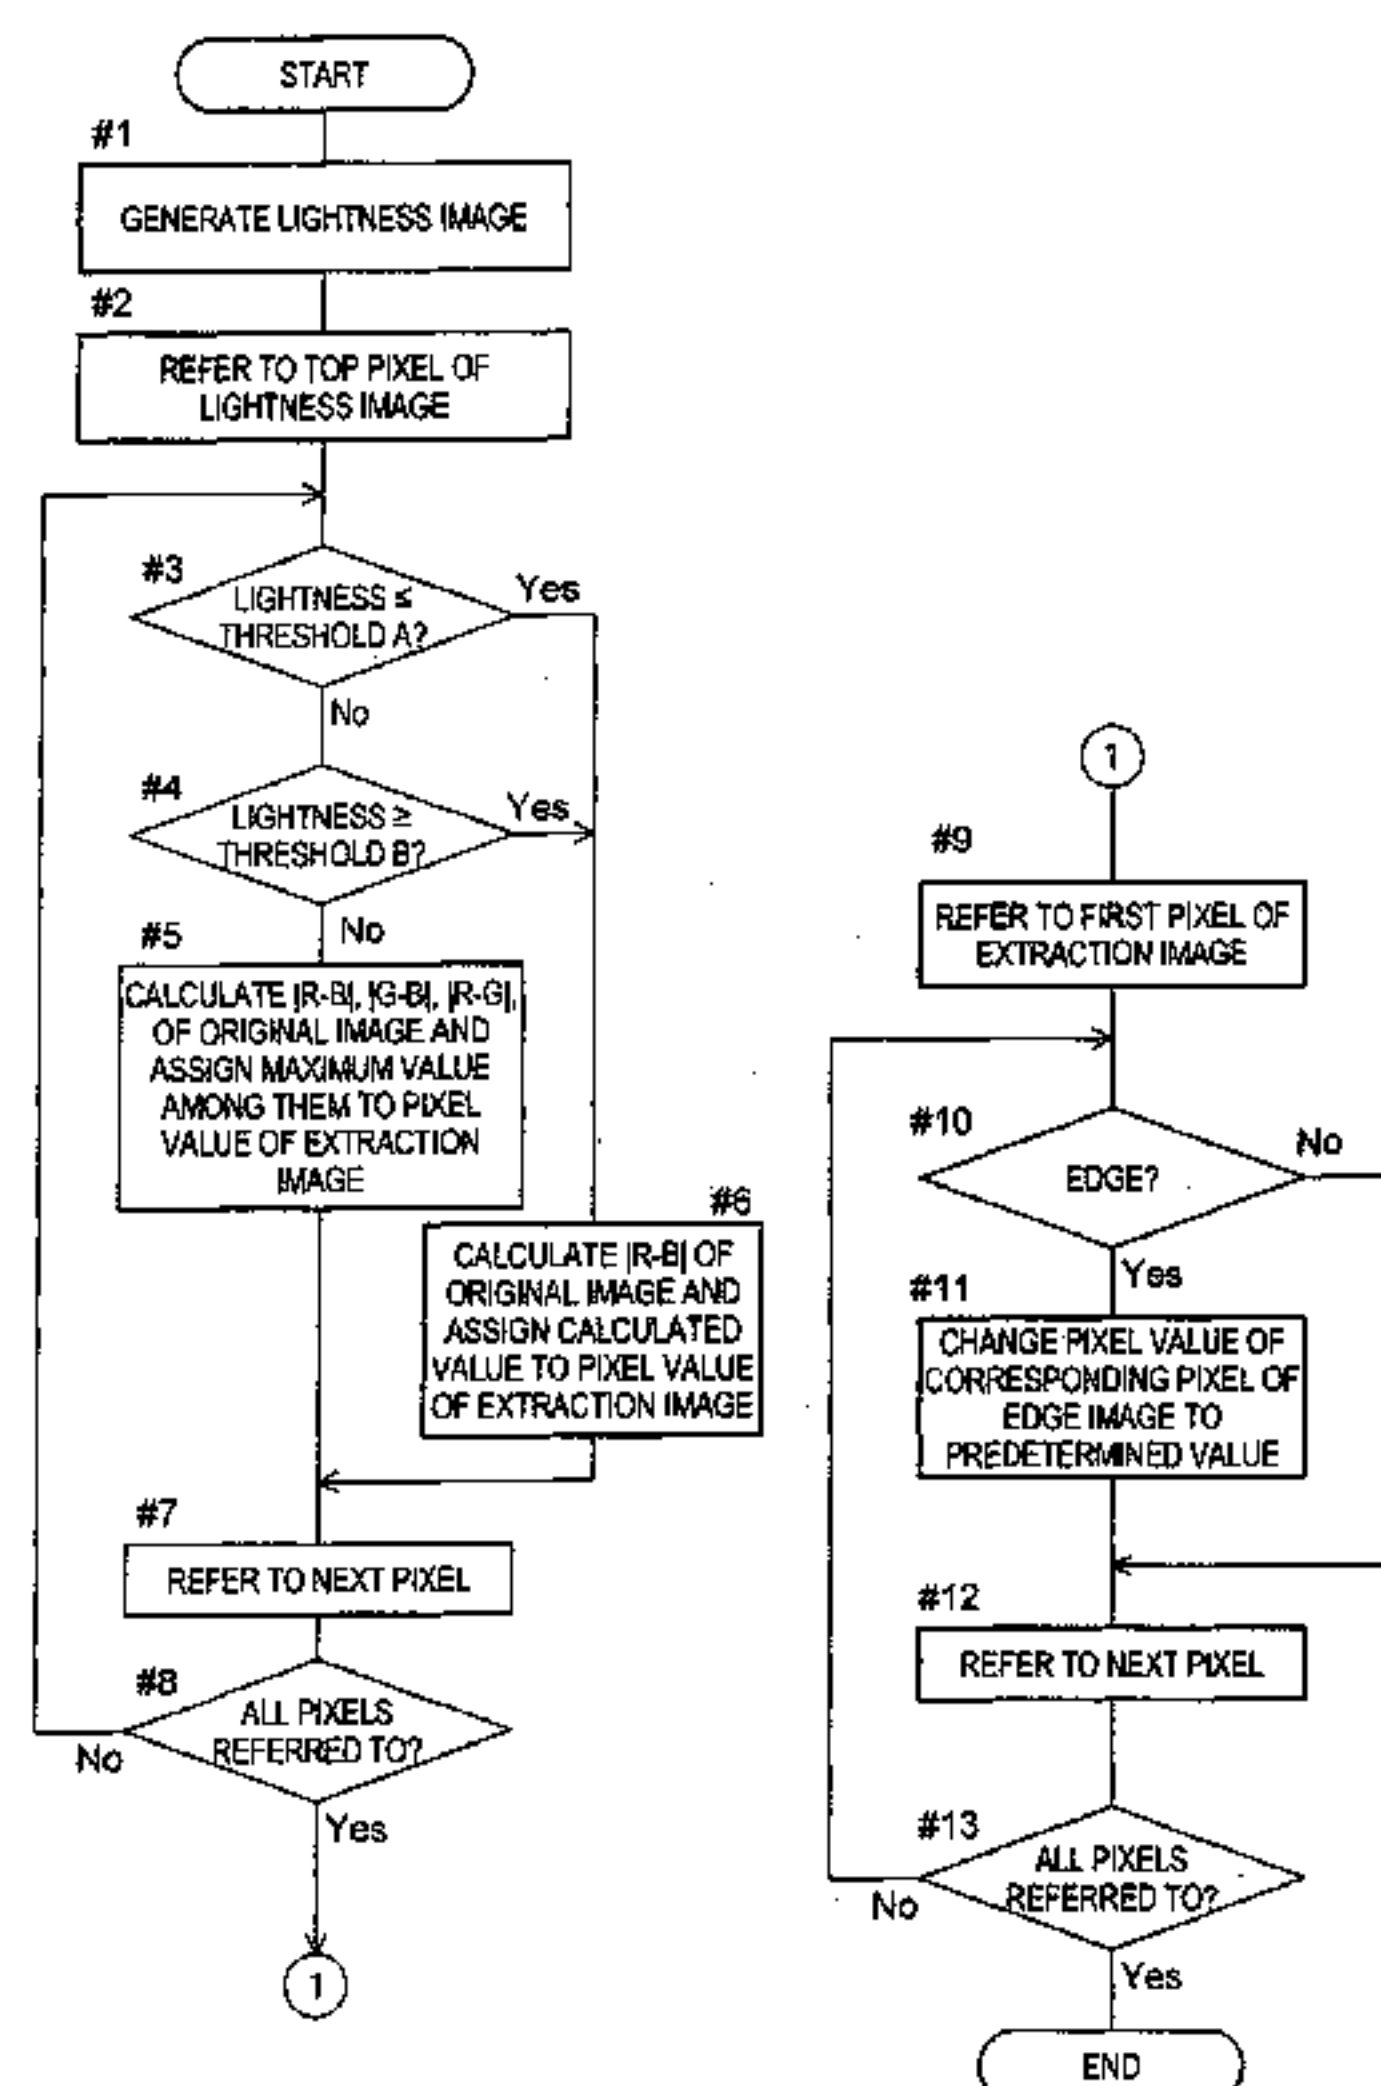 START
#1
GENERATE LIGHTNESS IMAGE
#2
REFER TO TOP PIXEL OF
LIGHTNESS IMAGE
#3
LIGHTNESS ≤
THRESHOLD A?
Yes
No
#4
LIGHTNESS ≥
THRESHOLD B?
Yes
No
#5
CALCULATE |R-B|, |G-B|, |R-G|,
OF ORIGINAL IMAGE AND
ASSIGN MAXIMUM VALUE
AMONG THEM TO PIXEL
VALUE OF EXTRACTION
IMAGE
#6
CALCULATE |R-B| OF
ORIGINAL IMAGE AND
ASSIGN CALCULATED
VALUE TO PIXEL VALUE
OF EXTRACTION IMAGE
#7
REFER TO NEXT PIXEL
#8
ALL PIXELS
REFERRED TO?
No
Yes
1
1
#9
REFER TO FIRST PIXEL OF
EXTRACTION IMAGE
#10
EDGE?
No
Yes
#11
CHANGE PIXEL VALUE OF
CORRESPONDING PIXEL OF
EDGE IMAGE TO
PREDETERMINED VALUE
#12
REFER TO NEXT PIXEL
#13
ALL PIXELS
REFERRED TO?
No
Yes
END